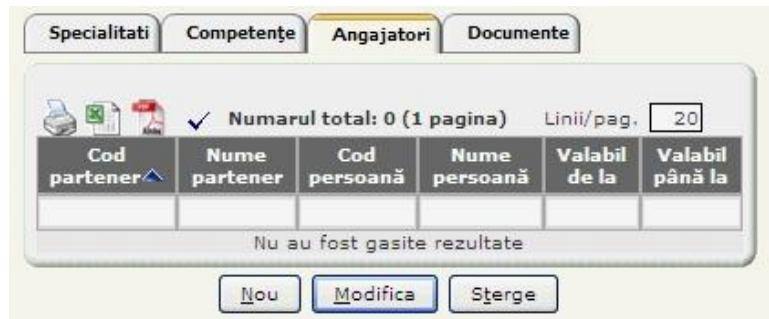 Specialitati Competenţe Angajatori Documente
Numarul total: 0 (1 pagina) Linii/pag. 20
Cod partener Nume partener Cod persoană Nume persoană Valabil de la Valabil până la
Nu au fost gasite rezultate
Nou Modifica Sterge